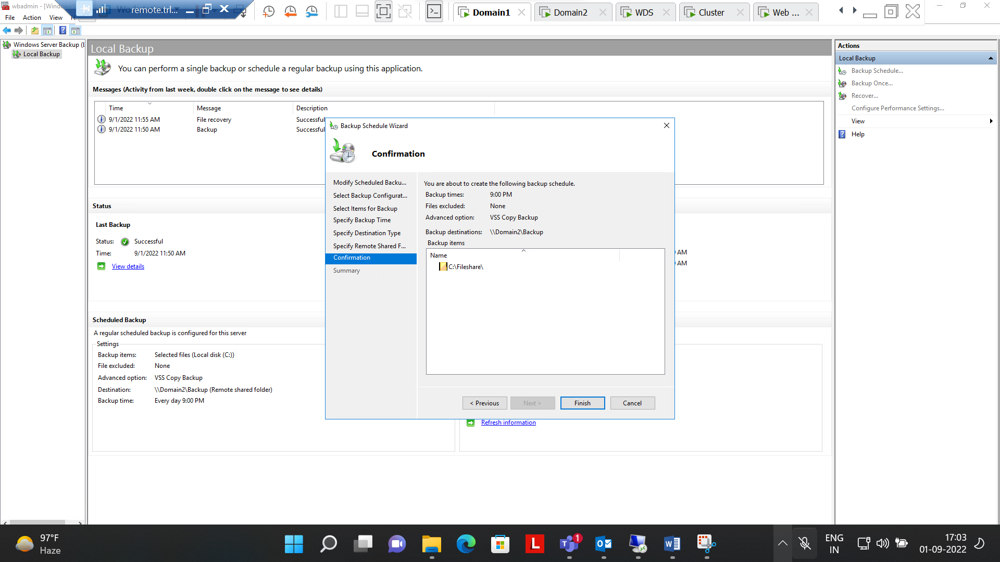 wbadmin - [Wind
remote.trl...
Domain1
Domain2
WDS
Cluster
Web ...
File Action View
Windows Server Backup (L
Local Backup
Local Backup
You can perform a single backup or schedule a regular backup using this application.
Messages (Activity from last week, double click on the message to see details)
Time Message Description
9/1/2022 11:55 AM File recovery Successful
9/1/2022 11:50 AM Backup Successful
Status
Last Backup
Status: Successful
Time: 9/1/2022 11:50 AM
View details
AM
AM
Scheduled Backup
A regular scheduled backup is configured for this server
Settings
Backup items: Selected files (Local disk (C:))
File excluded: None
Advanced option: VSS Copy Backup
Destination: \\Domain2\Backup (Remote shared folder)
Backup time: Every day 9:00 PM
Refresh information
Backup Schedule Wizard
Confirmation
Modify Scheduled Backu...
Select Backup Configurat...
Select Items for Backup
Specify Backup Time
Specify Destination Type
Specify Remote Shared F...
Confirmation
Summary
You are about to create the following backup schedule.
Backup times: 9:00 PM
Files excluded: None
Advanced option: VSS Copy Backup
Backup destinations: \\Domain2\Backup
Backup items
Name
C:\Fileshare\
< Previous
Next >
Finish
Cancel
Actions
Local Backup
Backup Schedule...
Backup Once...
Recover...
Configure Performance Settings...
View
Help
97°F
Haze
L
1
ENG
IN
17:03
01-09-2022